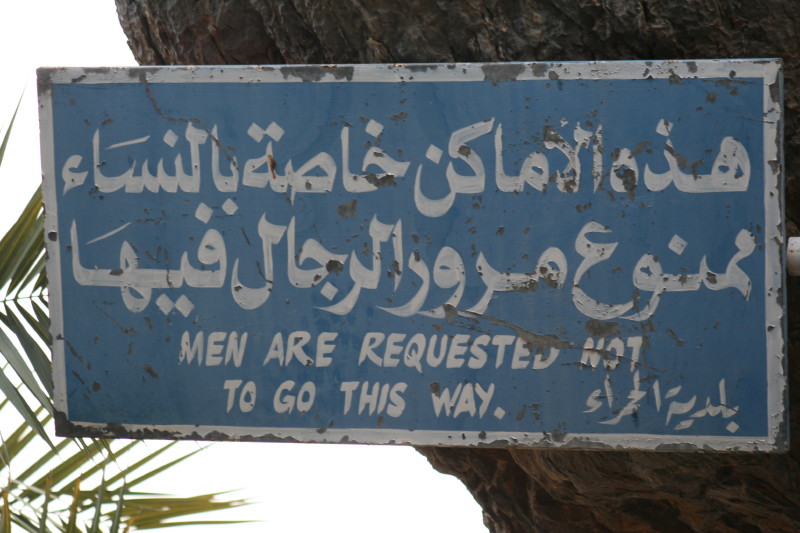 هذه الأماكن خاصة بالنساء
ممنوع مرور الرجال فيها
MEN ARE REQUESTED NOT
TO GO THIS WAY.
بلدية الحمراء